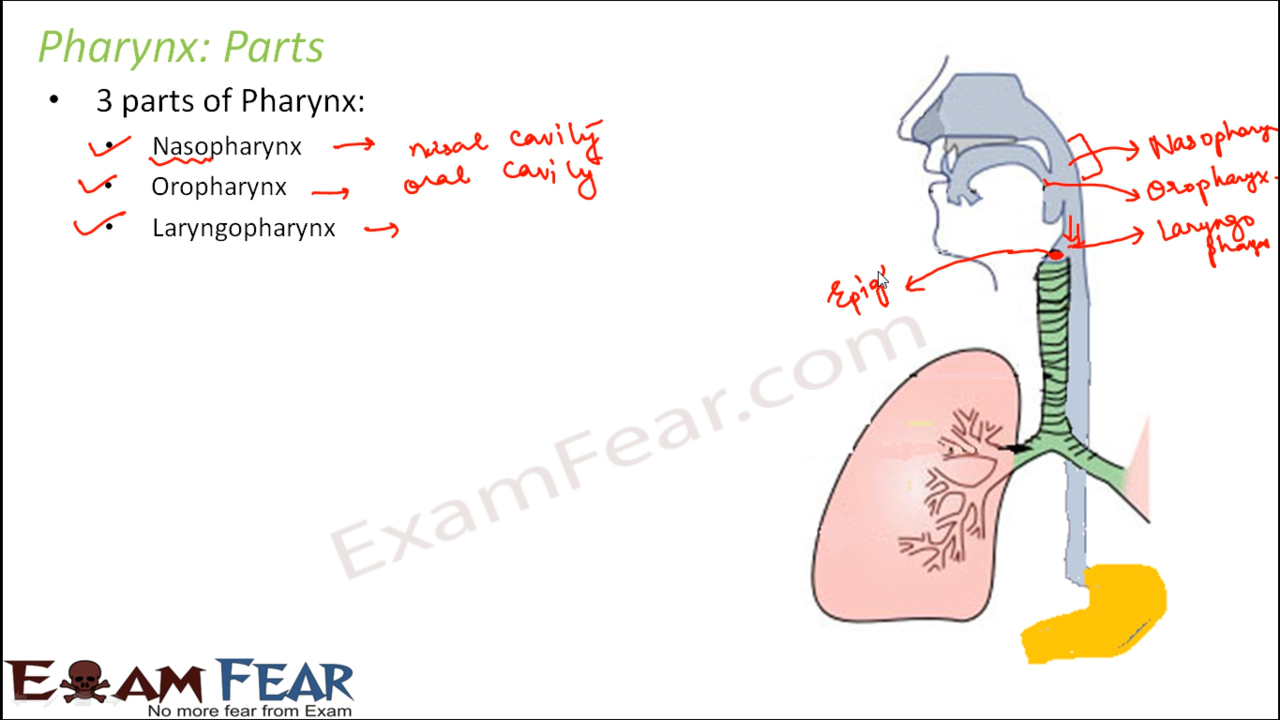 Pharynx: Parts
• 3 parts of Pharynx:
• Nasopharynx → nasal cavity
• Oropharynx → oral cavity
• Laryngopharynx →
Nasophary
Oropharyx
Laryngo
Epig
ExamFear.com
EXAM FEAR
No more fear from Exam